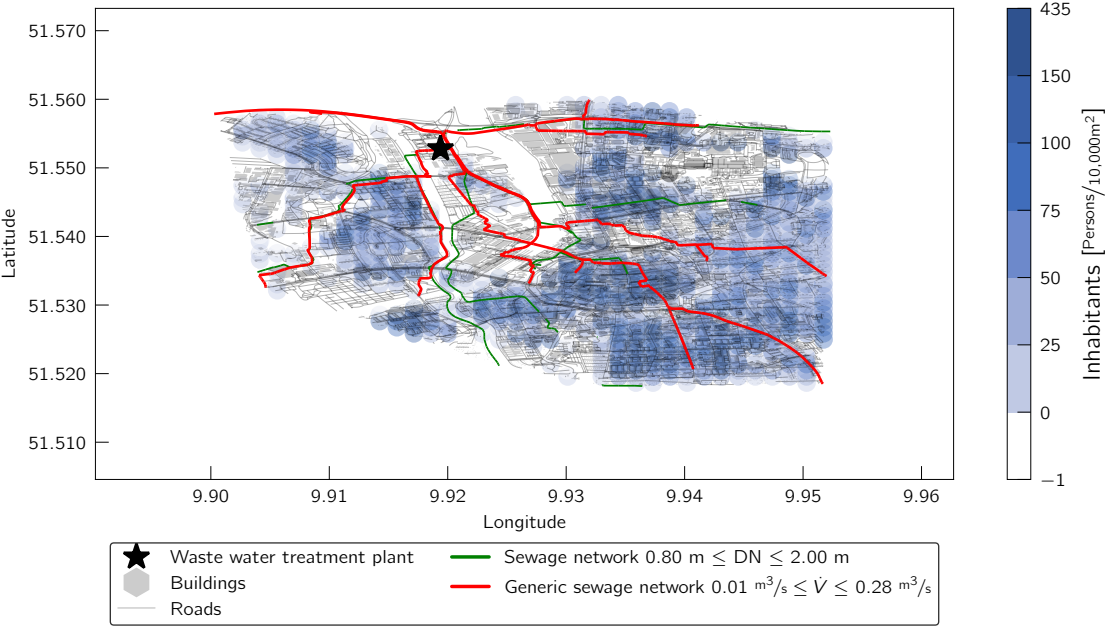 51.570
51.560
51.550
51.540
51.530
51.520
51.510
Latitude
9.90 9.91 9.92 9.93 9.94 9.95 9.96
Longitude
435
150
100
75
50
25
0
−1
Inhabitants [Persons/10,000m²]
Waste water treatment plant
Buildings
Roads
Sewage network 0.80 m ≤ DN ≤ 2.00 m
Generic sewage network 0.01 m³/s ≤ V̇ ≤ 0.28 m³/s